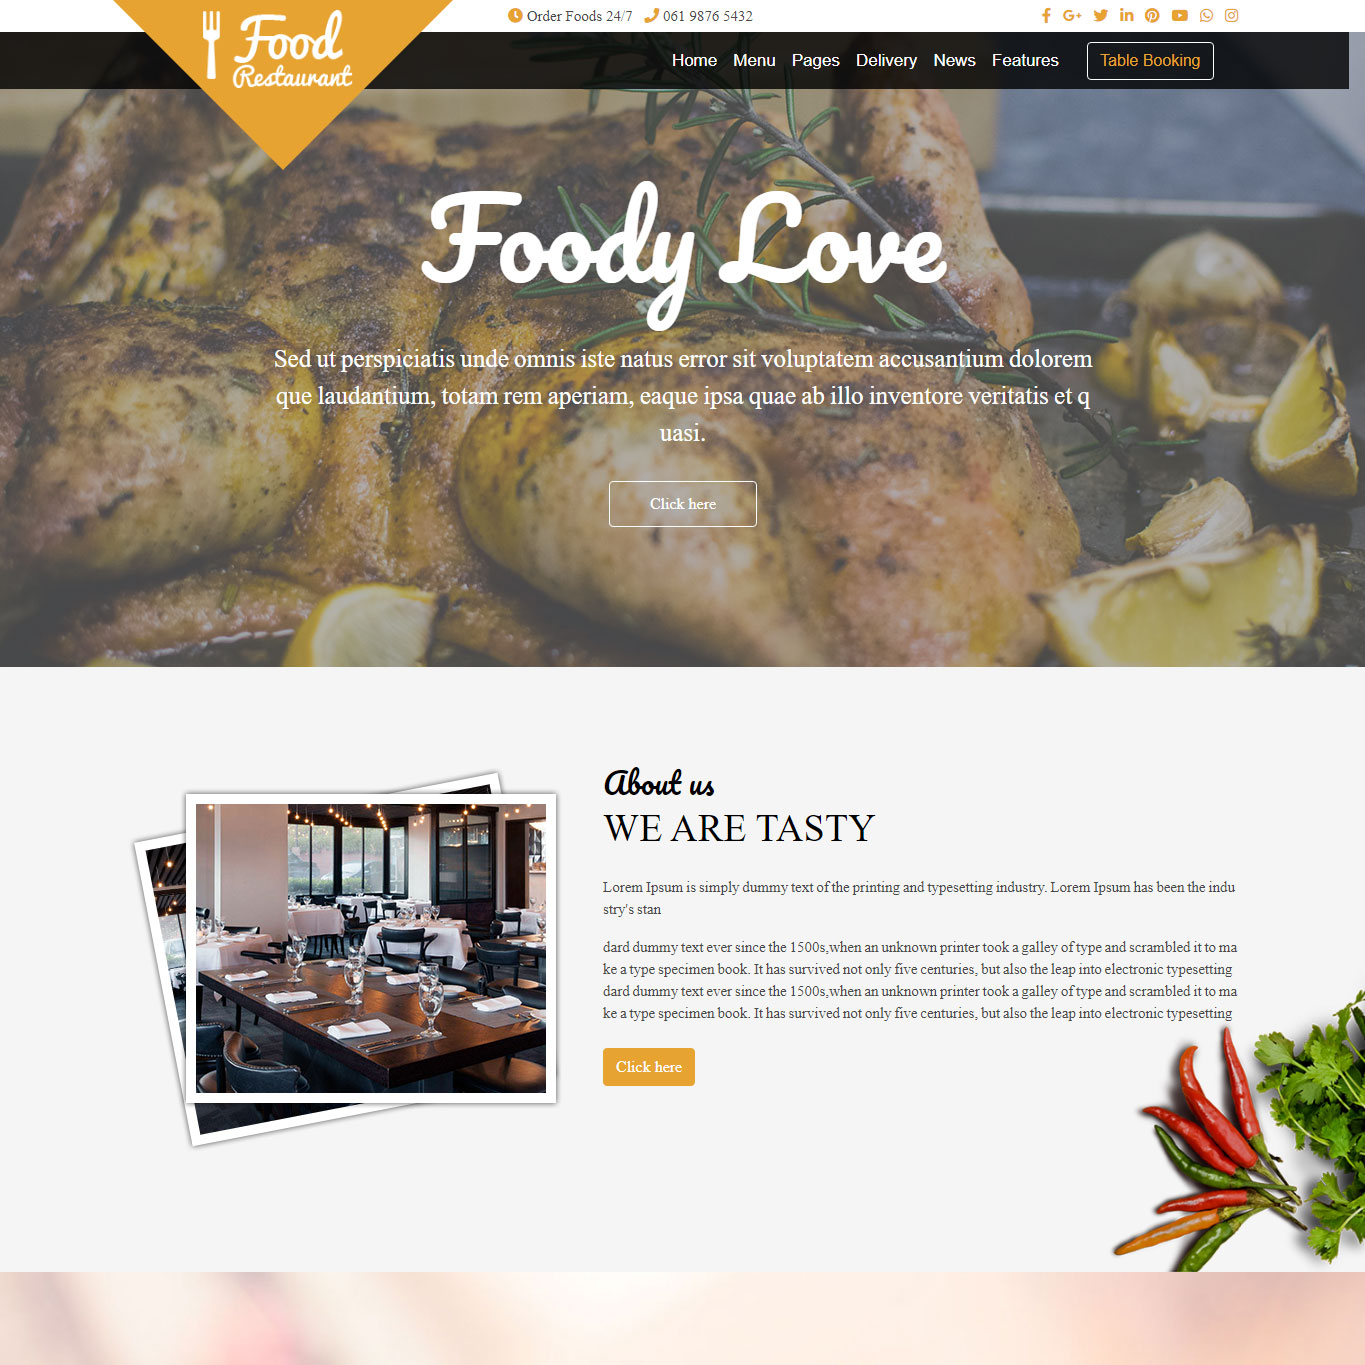 Food
Restaurant
Order Foods 24/7 061 9876 5432
Home Menu Pages Delivery News Features Table Booking
Foody Love
Sed ut perspiciatis unde omnis iste natus error sit voluptatem accusantium dolorem
que laudantium, totam rem aperiam, eaque ipsa quae ab illo inventore veritatis et q
uasi.
Click here
About us
WE ARE TASTY
Lorem Ipsum is simply dummy text of the printing and typesetting industry. Lorem Ipsum has been the indu
stry's stan
dard dummy text ever since the 1500s,when an unknown printer took a galley of type and scrambled it to ma
ke a type specimen book. It has survived not only five centuries, but also the leap into electronic typesetting
dard dummy text ever since the 1500s,when an unknown printer took a galley of type and scrambled it to ma
ke a type specimen book. It has survived not only five centuries, but also the leap into electronic typesetting
Click here